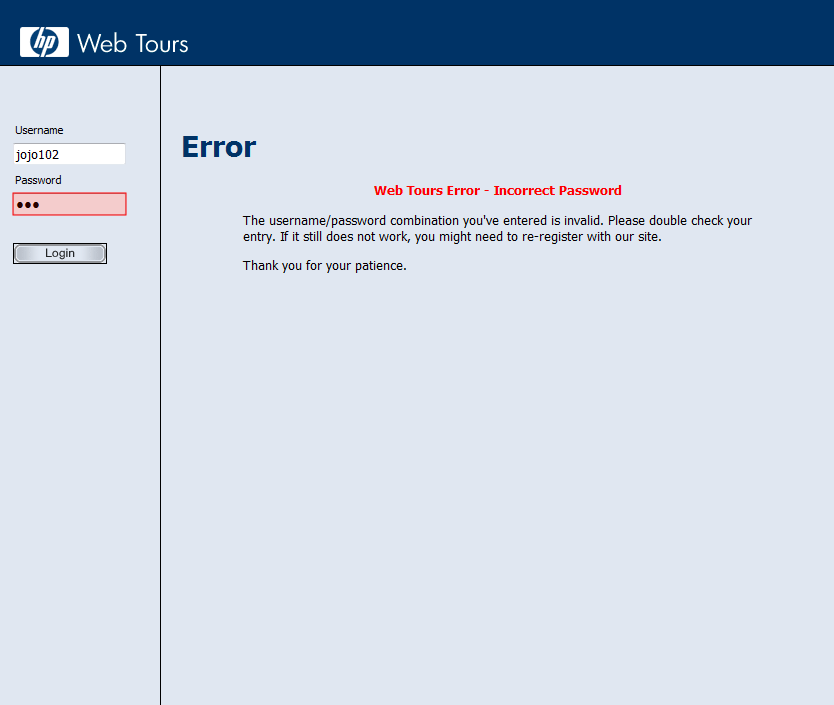 hp Web Tours
Username
jojo102
Password
•••
Login
Error
Web Tours Error - Incorrect Password
The username/password combination you've entered is invalid. Please double check your
entry. If it still does not work, you might need to re-register with our site.
Thank you for your patience.